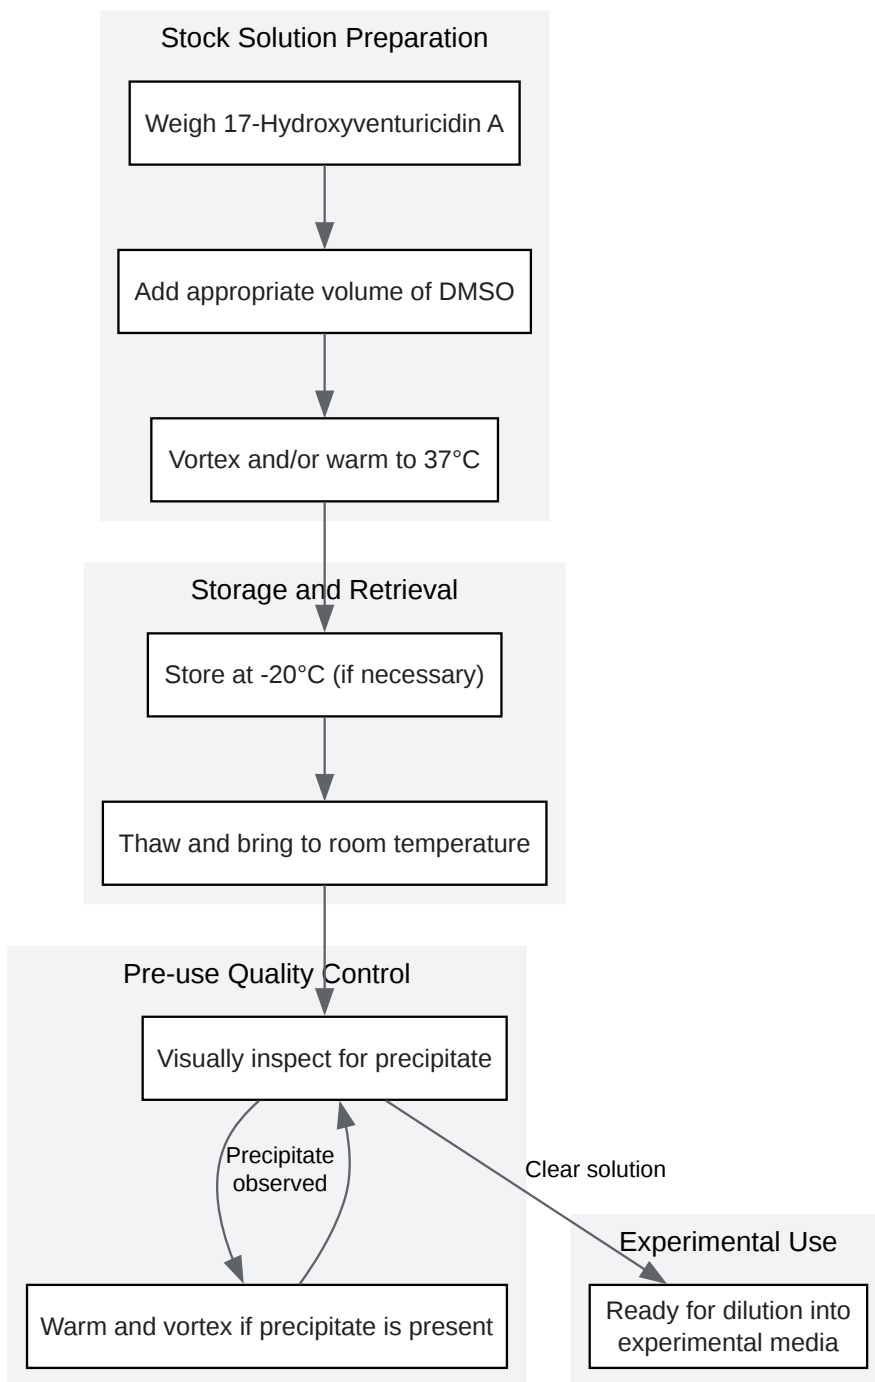 Stock Solution Preparation
Weigh 17-Hydroxyventuricidin A
Add appropriate volume of DMSO
Vortex and/or warm to 37°C
Storage and Retrieval
Store at -20°C (if necessary)
Thaw and bring to room temperature
Pre-use Quality Control
Visually inspect for precipitate
Precipitate
observed
Clear solution
Warm and vortex if precipitate is present
Experimental Use
Ready for dilution into
experimental media